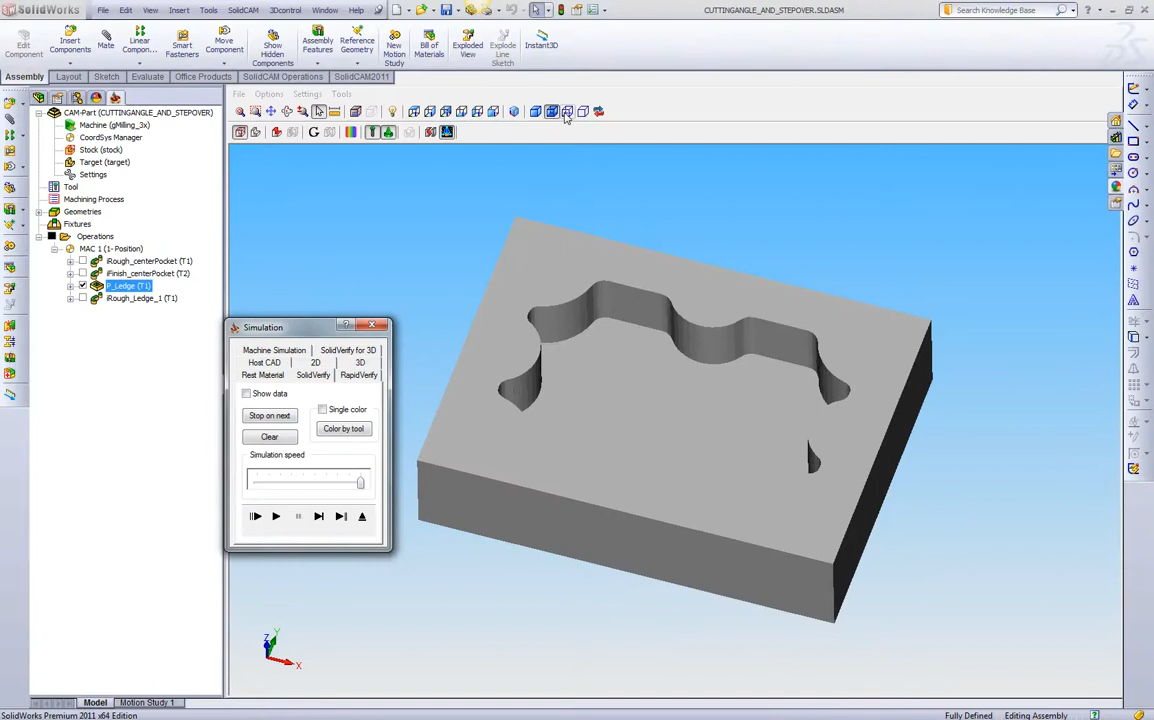 SolidWorks
File Edit View Insert Tools SolidCAM 3Dcontrol Window Help
CUTTINGANGLE_AND_STEPOVER.SLDASM
Search Knowledge Base
Edit Component
Insert Components
Mate
Linear Compon...
Smart Fasteners
Move Component
Show Hidden Components
Assembly Features
Reference Geometry
New Motion Study
Bill of Materials
Exploded View
Explode Line Sketch
Instant3D
Assembly Layout Sketch Evaluate Office Products SolidCAM Operations SolidCAM2011
File Options Settings Tools
CAM-Part (CUTTINGANGLE_AND_STEPOVER)
Machine (gMilling_3x)
CoordSys Manager
Stock (stock)
Target (target)
Settings
Tool
Machining Process
Geometries
Fixtures
Operations
MAC 1 (1- Position)
iRough_centerPocket (T1)
iFinish_centerPocket (T2)
P_Ledge (T1)
iRough_Ledge_1 (T1)
Simulation
Machine Simulation SolidVerify for 3D
Host CAD 2D 3D
Rest Material SolidVerify RapidVerify
Show data
Stop on next
Single color
Clear
Color by tool
Simulation speed
Z Y X
Model Motion Study 1
SolidWorks Premium 2011 x64 Edition
Fully Defined Editing Assembly